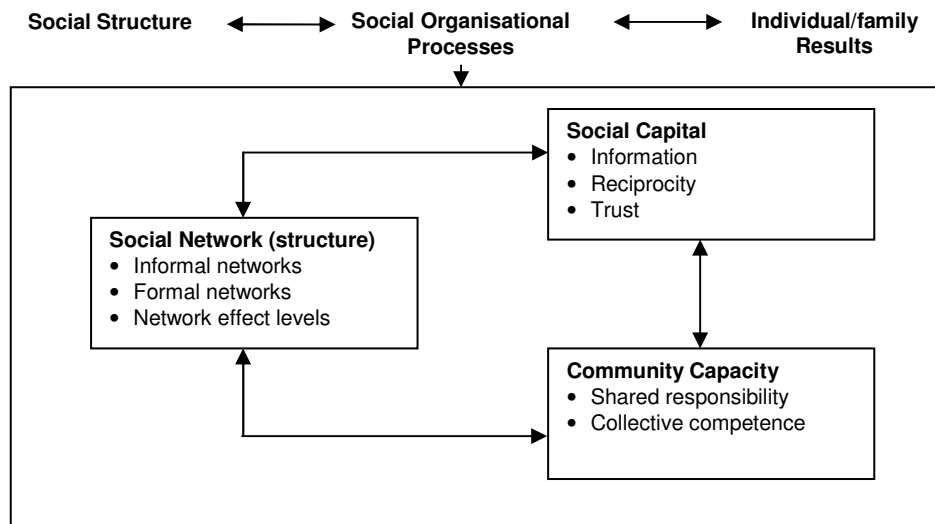 Social Structure
Social Organisational
Processes
Individual/family
Results
Social Capital
• Information
• Reciprocity
• Trust
Social Network (structure)
• Informal networks
• Formal networks
• Network effect levels
Community Capacity
• Shared responsibility
• Collective competence